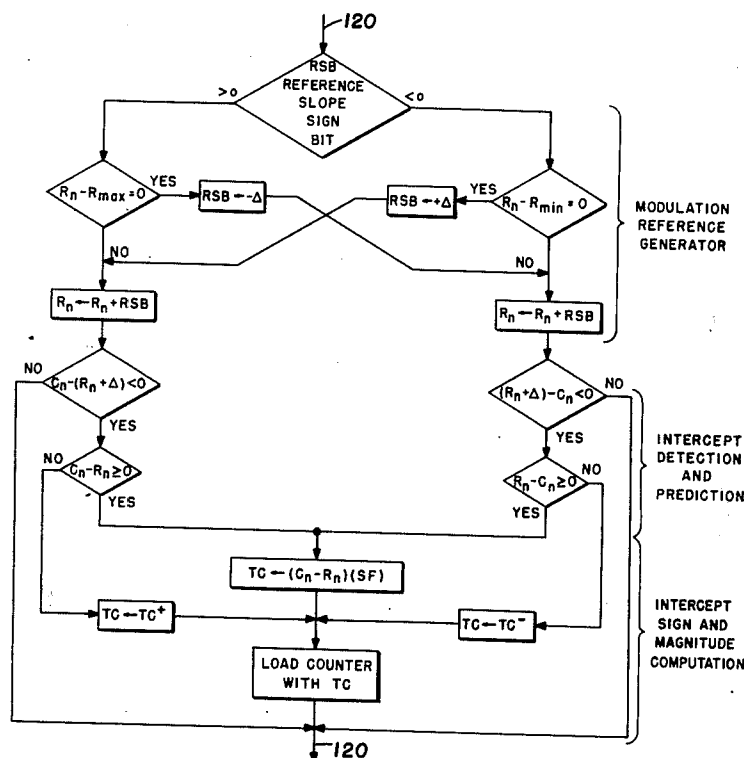 120
RSB
REFERENCE
SLOPE
SIGN
BIT
>0
<0
Rn-Rmax=0
YES
RSB←-Δ
RSB←+Δ
YES
Rn-Rmin=0
NO
NO
MODULATION
REFERENCE
GENERATOR
Rn←Rn+RSB
Rn←Rn+RSB
NO
Cn-(Rn+Δ)<0
(Rn+Δ)-Cn<0
NO
YES
YES
NO
Cn-Rn≥0
Rn-Cn≥0
NO
YES
YES
INTERCEPT
DETECTION
AND
PREDICTION
TC←(Cn-Rn)(SF)
TC←TC+
TC←TC-
INTERCEPT
SIGN AND
MAGNITUDE
COMPUTATION
LOAD COUNTER
WITH TC
120